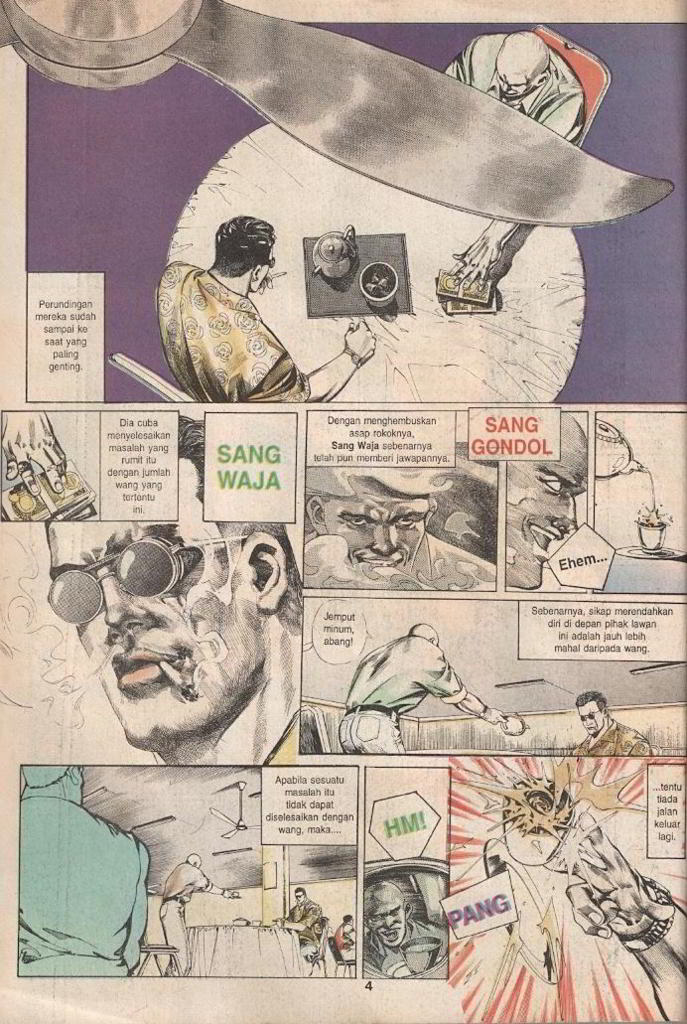 Perundingan
mereka sudah
sampai ke
saat yang
paling
genting.
Dia cuba
menyelesaikan
masalah yang
rumit itu
dengan jumlah
wang yang
tertentu
ini.
SANG
WAJA
Dengan menghembuskan
asap rokoknya,
Sang Waja sebenarnya
telah pun memberi jawapannya.
SANG
GONDOL
Ehem...
Jemput
minum,
abang!
Sebenarnya, sikap merendahkan
diri di depan pihak lawan
ini adalah jauh lebih
mahal daripada wang.
Apabila sesuatu
masalah itu
tidak dapat
diselesaikan dengan
wang, maka....
HM!
...tentu
tiada
jalan
keluar
lagi.
PANG
4